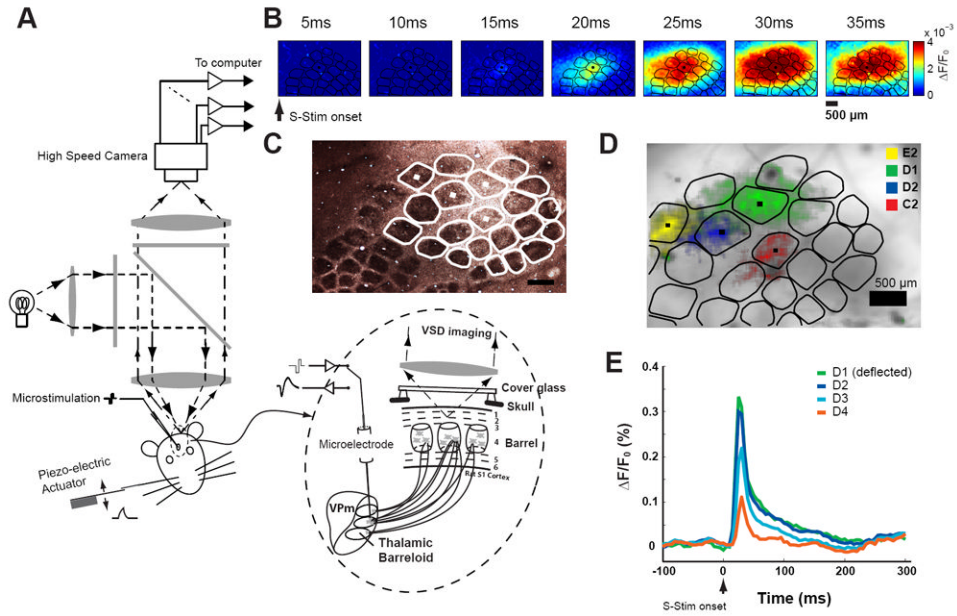 A
To computer
High Speed Camera
Microstimulation
Piezo-electric
Actuator
B
5ms 10ms 15ms 20ms 25ms 30ms 35ms
x 10⁻³
4
2
0
ΔF/F₀
S-Stim onset
500 µm
C
D
E2
D1
D2
C2
500 µm
VSD imaging
Cover glass
Skull
1
2
3
Barrel
4
5
6
Rat S1 Cortex
Microelectrode
VPm
Thalamic
Barreloid
E
D1 (deflected)
D2
D3
D4
ΔF/F₀ (%)
0.4
0.3
0.2
0.1
0
-100 0 100 200 300
Time (ms)
S-Stim onset